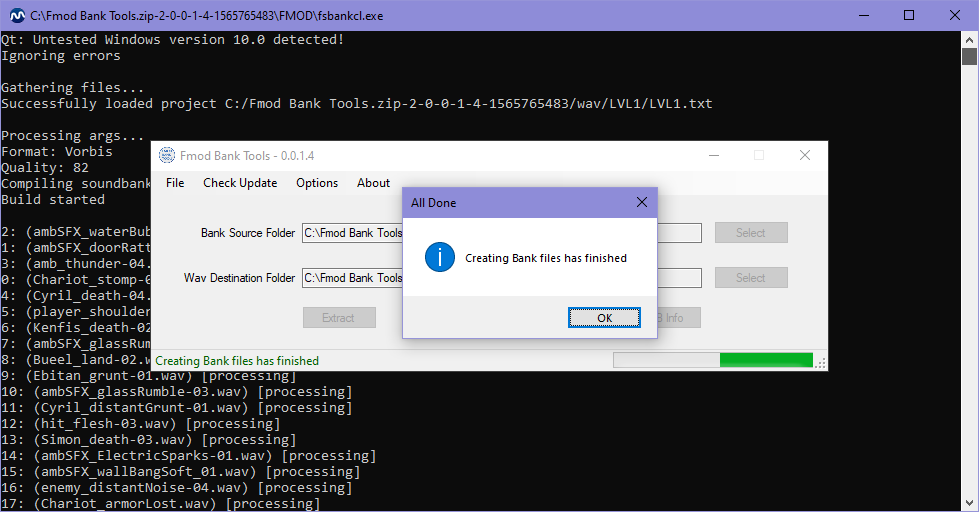 C:\Fmod Bank Tools.zip-2-0-0-1-4-1565765483\FMOD\fsbankcl.exe
Qt: Untested Windows version 10.0 detected!
Ignoring errors
Gathering files...
Successfully loaded project C:/Fmod Bank Tools.zip-2-0-0-1-4-1565765483/wav/LVL1/LVL1.txt
Processing args...
Format: Vorbis
Quality: 82
Compiling soundbank
Build started
2: (ambSFX_waterBub
1: (ambSFX_doorRatt
3: (amb_thunder-04.
0: (Chariot_stomp-0
4: (Cyril_death-04.
5: (player_shoulder
6: (Kenfis_death-02
7: (ambSFX_glassRum
8: (Bueel_land-02.w
9: (Ebitan_grunt-01.wav) [processing]
10: (ambSFX_glassRumble-03.wav) [processing]
11: (Cyril_distantGrunt-01.wav) [processing]
12: (hit_flesh-03.wav) [processing]
13: (Simon_death-03.wav) [processing]
14: (ambSFX_ElectricSparks-01.wav) [processing]
15: (ambSFX_wallBangSoft_01.wav) [processing]
16: (enemy_distantNoise-04.wav) [processing]
17: (Chariot_armorLost.wav) [processing]
Fmod Bank Tools - 0.0.1.4
File Check Update Options About
Bank Source Folder C:\Fmod Bank Tools Select
Wav Destination Folder C:\Fmod Bank Tools Select
Extract Info
Creating Bank files has finished
All Done
Creating Bank files has finished
OK